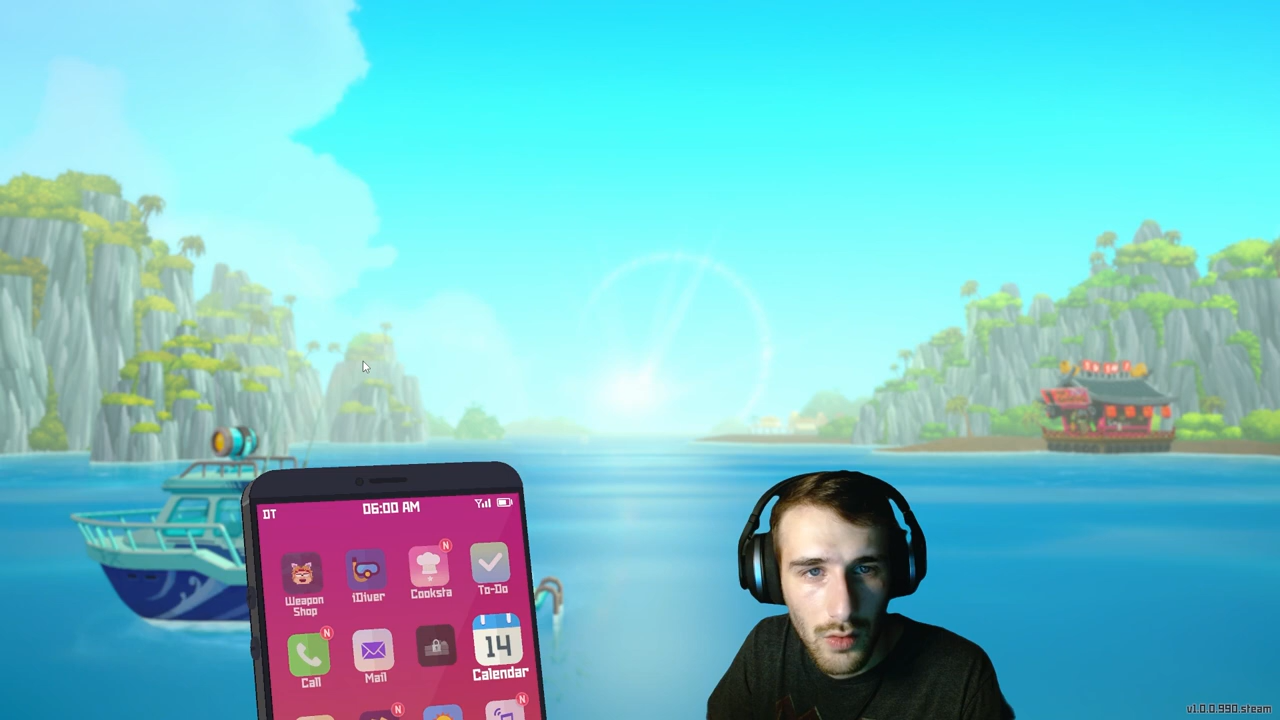 DT
06:00 AM
N
Weapon
Shop
iDiver
Cooksta
To-Do
N
Call
Mail
14
Calendar
N
N
v1.0.0.990.steam